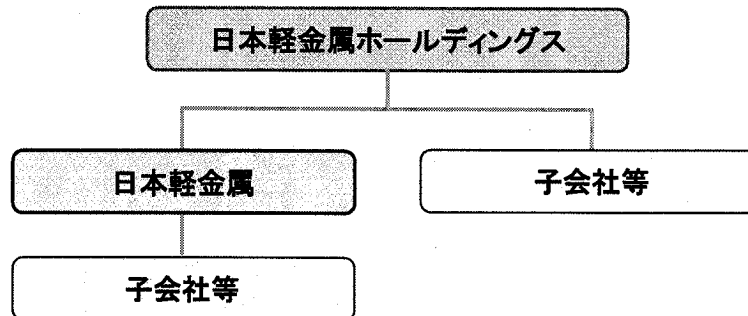 日本軽金属ホールディングス
日本軽金属
子会社等
子会社等